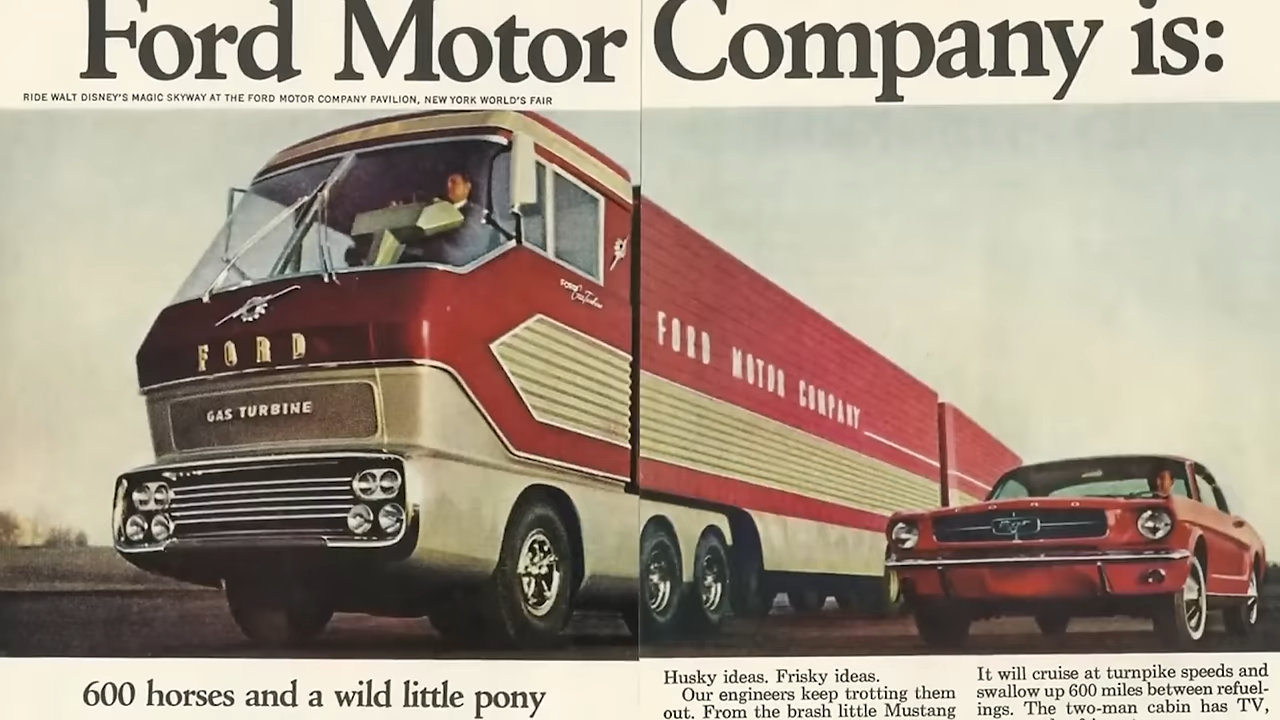 Ford Motor Company is:
RIDE WALT DISNEY'S MAGIC SKYWAY AT THE FORD MOTOR COMPANY PAVILION, NEW YORK WORLD'S FAIR
FORD
GAS TURBINE
FORD MOTOR COMPANY
FORD
600 horses and a wild little pony
Husky ideas. Frisky ideas.
Our engineers keep trotting them
out. From the brash little Mustang
It will cruise at turnpike speeds and
swallow up 600 miles between refuel-
ings. The two-man cabin has TV,